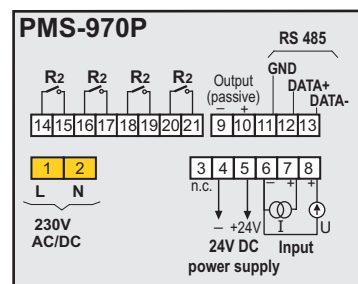 PMS-970P
RS 485
R2 R2 R2 R2
Output
(passive)
GND
DATA+
DATA-
– +
14 15 16 17 18 19 20 21 9 10 11 12 13
1 2
3 4 5 6 7 8
L N
n.c. – + +
230V
AC/DC
– +24V I U
24V DC
power supply
Input